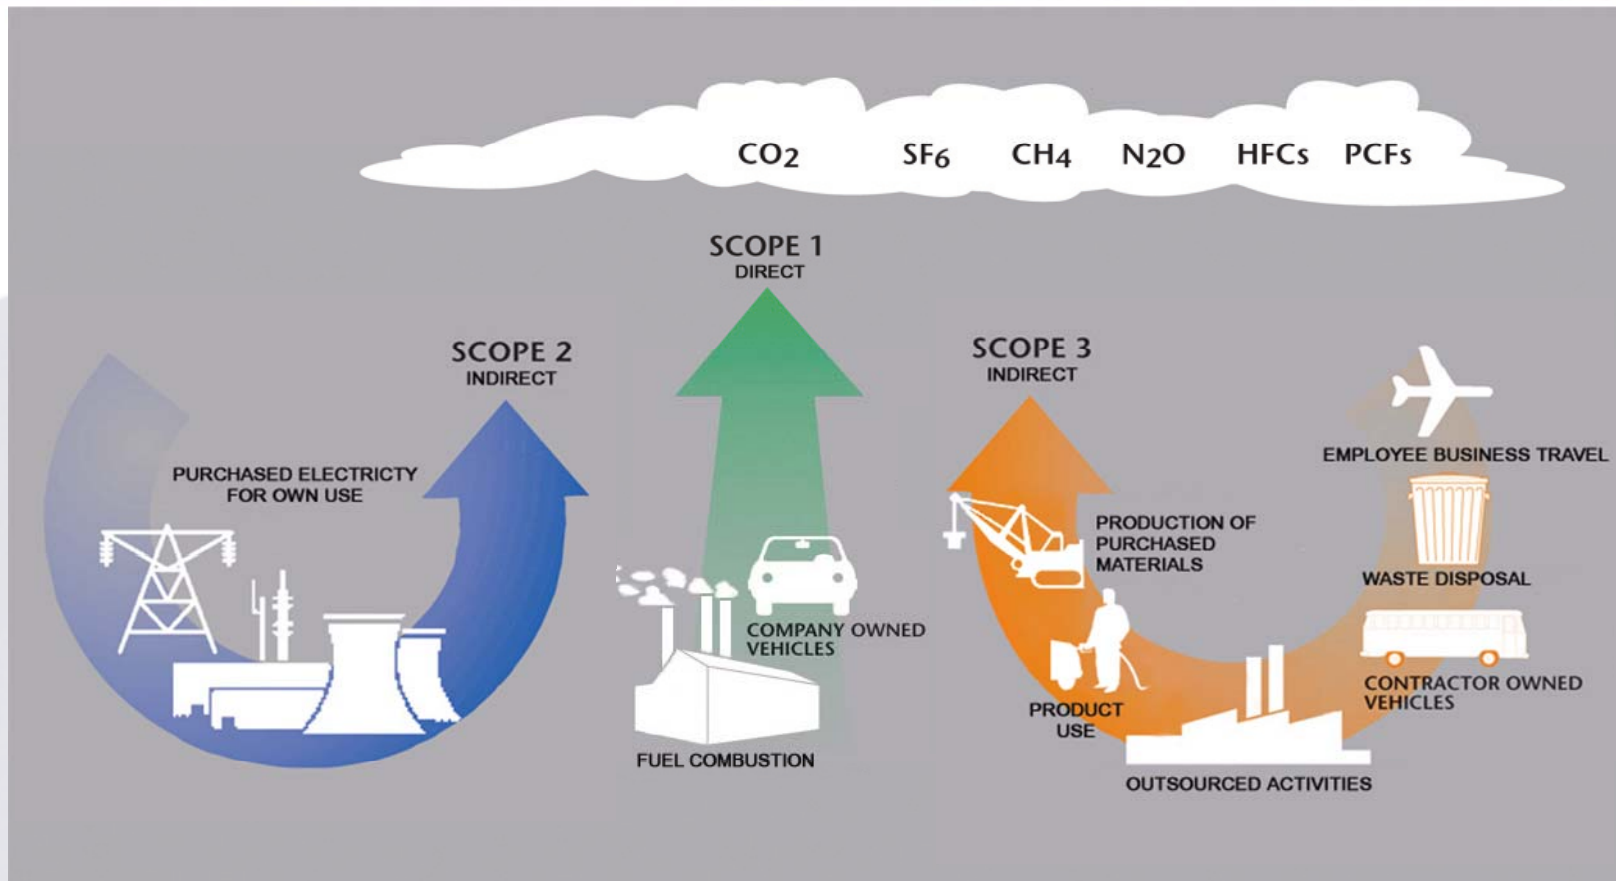 CO2 SF6 CH4 N2O HFCs PCFs
SCOPE 1
DIRECT
SCOPE 2
INDIRECT
SCOPE 3
INDIRECT
PURCHASED ELECTRICTY
FOR OWN USE
COMPANY OWNED
VEHICLES
FUEL COMBUSTION
EMPLOYEE BUSINESS TRAVEL
PRODUCTION OF
PURCHASED
MATERIALS
WASTE DISPOSAL
CONTRACTOR OWNED
VEHICLES
PRODUCT
USE
OUTSOURCED ACTIVITIES